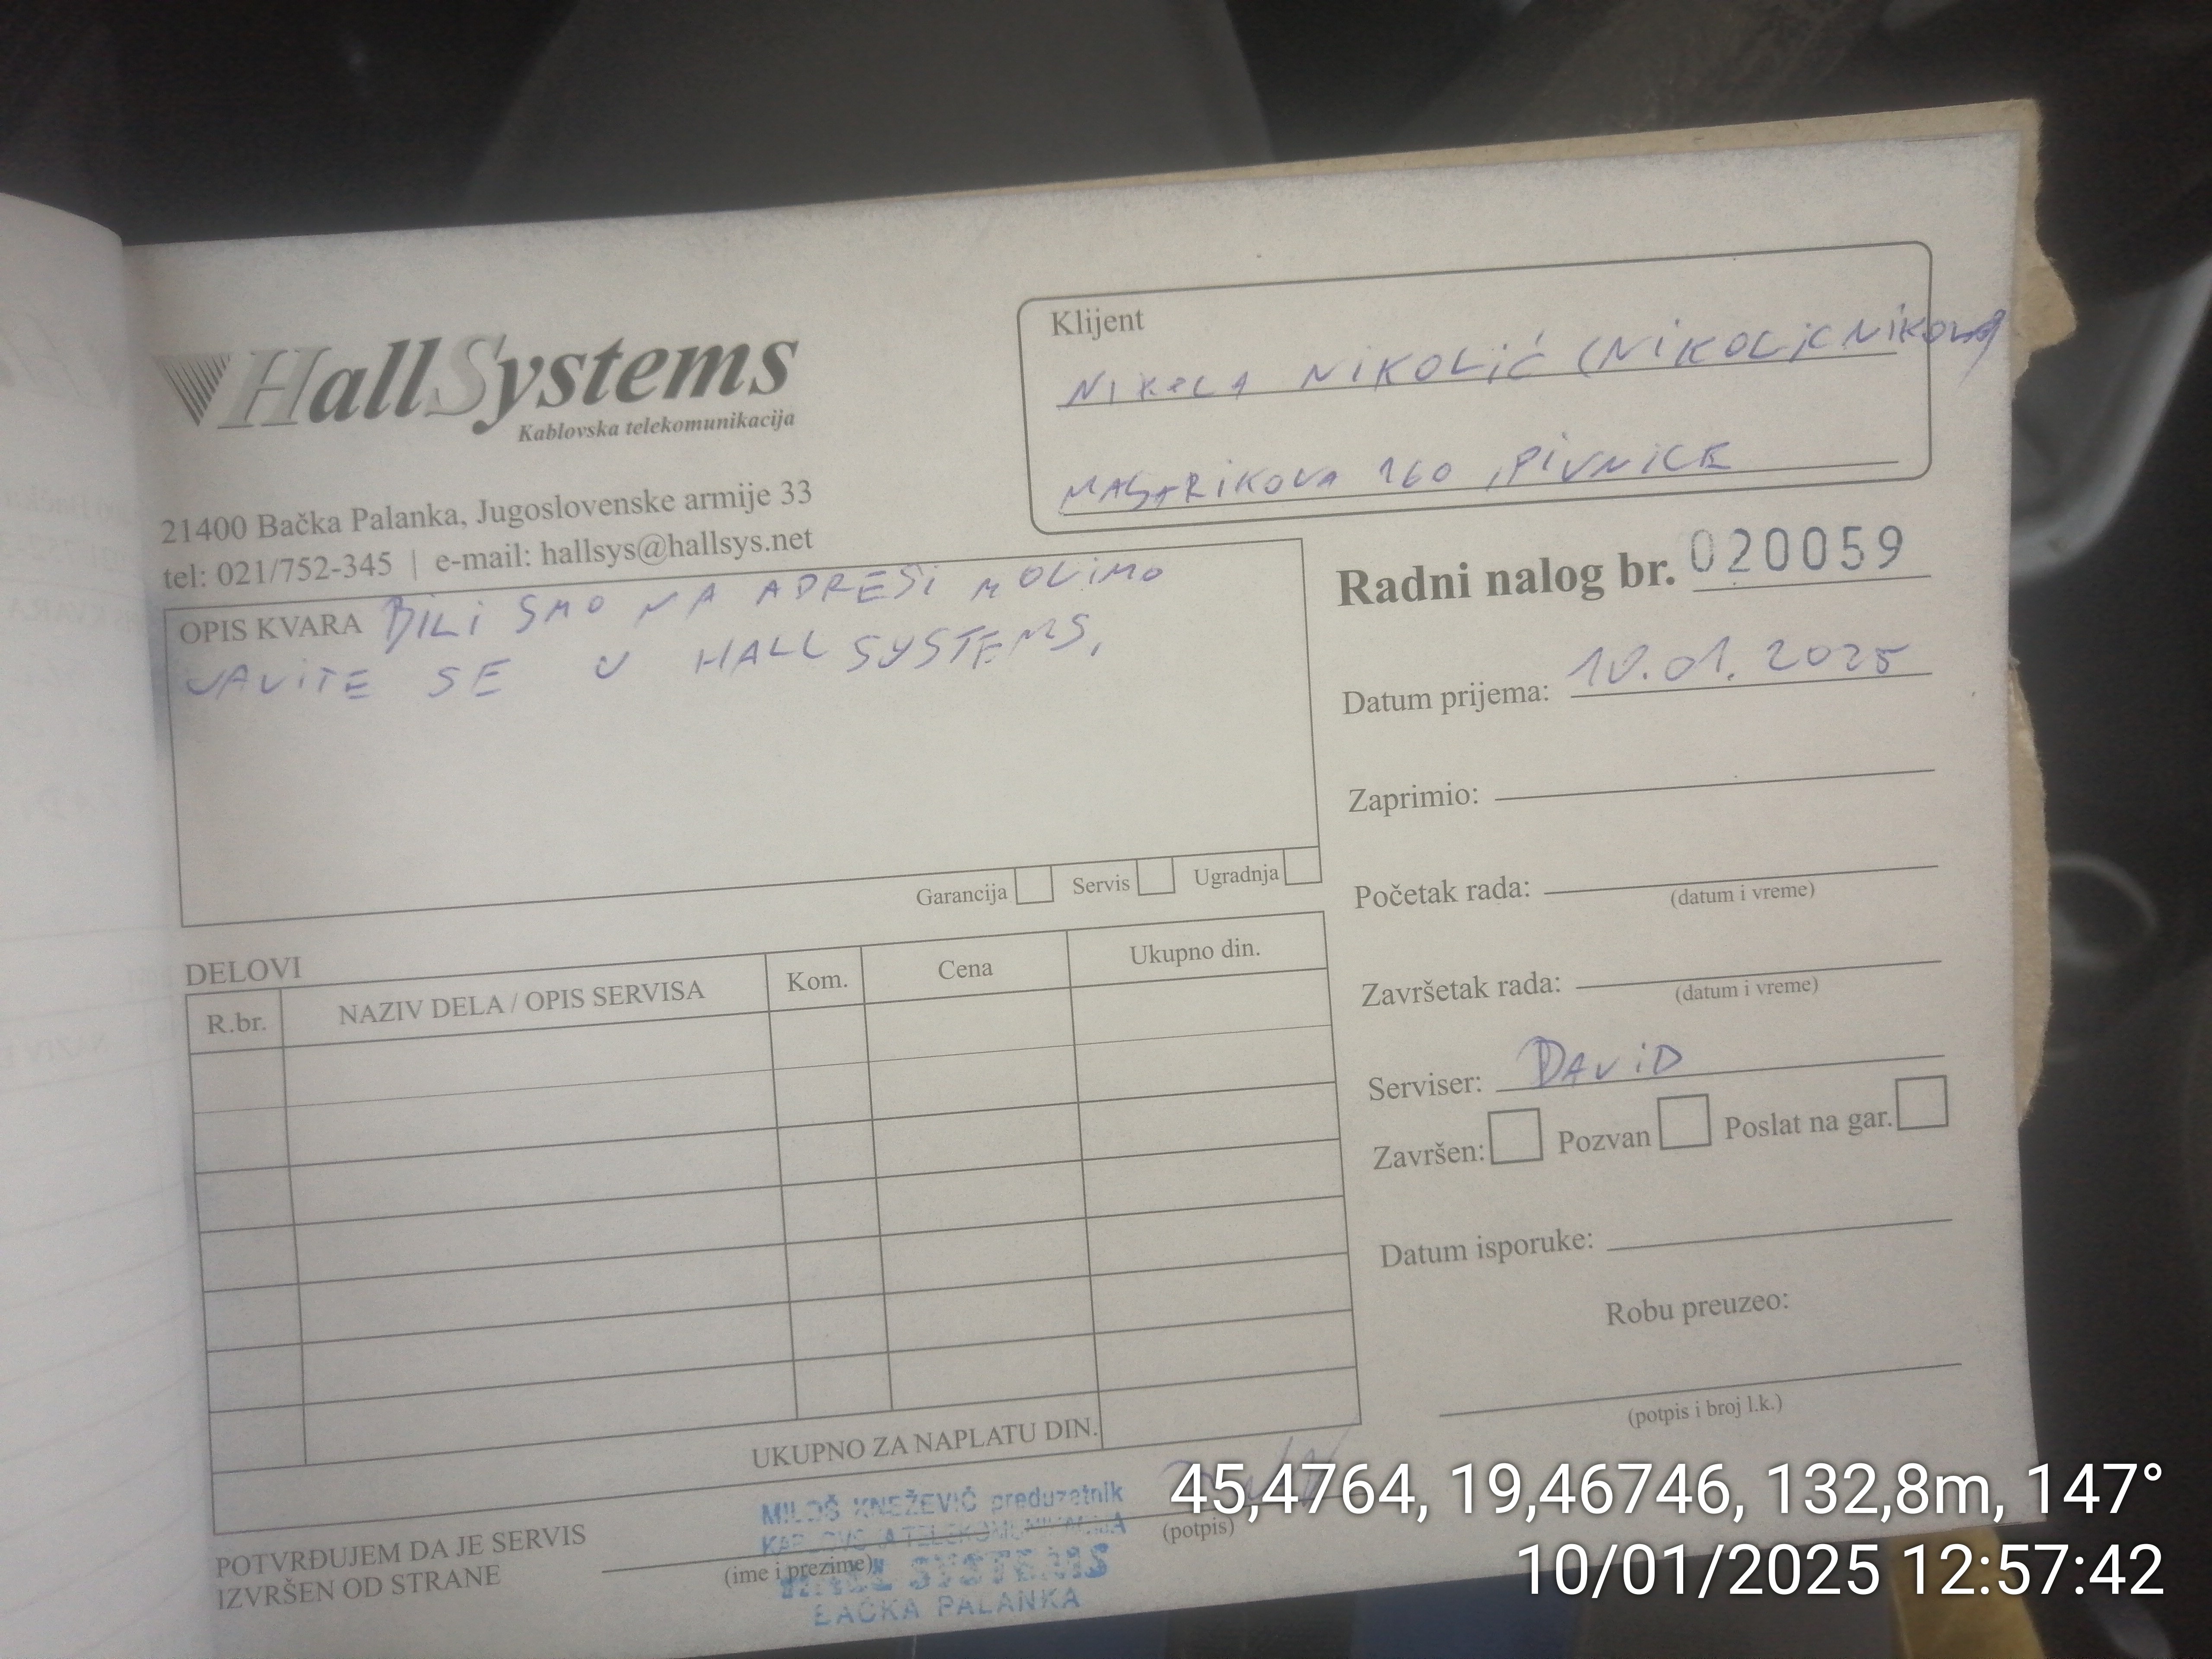 HallSystems
Kablovska telekomunikacija
21400 Bačka Palanka, Jugoslovenske armije 33
tel: 021/752-345 | e-mail: hallsys@hallsys.net
Klijent
NIKOLA NIKOLIĆ (NIKOLIC NIKOLA)
MASARIKOVA 160, PIVNICE
OPIS KVARA BILI SMO NA ADRESI MOLIMO
JAVITE SE U HALL SYSTEMS.
Garancija Servis Ugradnja
Radni nalog br. 020059
Datum prijema: 10.01.2025
Zaprimio:
Početak rada:
(datum i vreme)
Završetak rada:
(datum i vreme)
Serviser: DAViD
Završen: Pozvan Poslat na gar.
Datum isporuke:
Robu preuzeo:
(potpis i broj l.k.)
DELOVI
R.br. NAZIV DELA / OPIS SERVISA Kom. Cena Ukupno din.
UKUPNO ZA NAPLATU DIN.
POTVRĐUJEM DA JE SERVIS
IZVRŠEN OD STRANE
(ime i prezime)
(potpis)
MILOŠ KNEŽEVIĆ preduzetnik
SYSTEMS
BAČKA PALANKA
45,4764, 19,46746, 132,8m, 147°
10/01/2025 12:57:42